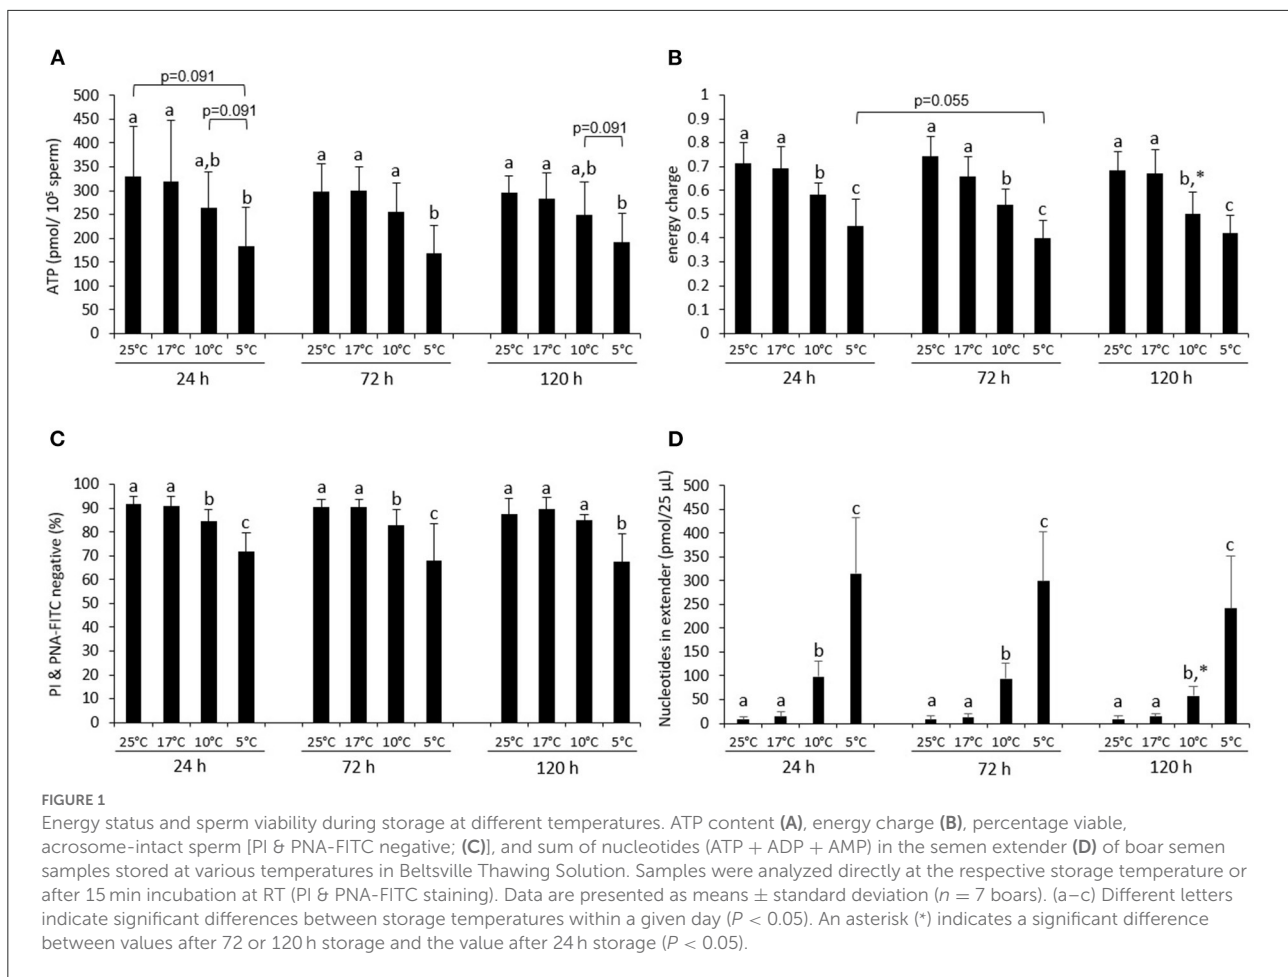 A
p=0.091
p=0.091
p=0.091
ATP (pmol/ 10⁵ sperm)
500
450
400
350
300
250
200
150
100
50
0
a a a,b b
a a a b
a a a,b b
25°C 17°C 10°C 5°C 25°C 17°C 10°C 5°C 25°C 17°C 10°C 5°C
24 h 72 h 120 h
B
p=0.055
energy charge
1
0.9
0.8
0.7
0.6
0.5
0.4
0.3
0.2
0.1
0
a a b c
a a b c
a a b,* c
25°C 17°C 10°C 5°C 25°C 17°C 10°C 5°C 25°C 17°C 10°C 5°C
24 h 72 h 120 h
C
PI & PNA-FITC negative (%)
100
90
80
70
60
50
40
30
20
10
0
a a b c
a a b c
a a a b
25°C 17°C 10°C 5°C 25°C 17°C 10°C 5°C 25°C 17°C 10°C 5°C
24 h 72 h 120 h
D
Nucleotides in extender (pmol/25 µL)
500
450
400
350
300
250
200
150
100
50
0
a a b c
a a b c
a a b,* c
25°C 17°C 10°C 5°C 25°C 17°C 10°C 5°C 25°C 17°C 10°C 5°C
24 h 72 h 120 h
FIGURE 1
Energy status and sperm viability during storage at different temperatures. ATP content (A), energy charge (B), percentage viable,
acrosome-intact sperm [PI & PNA-FITC negative; (C)], and sum of nucleotides (ATP + ADP + AMP) in the semen extender (D) of boar semen
samples stored at various temperatures in Beltsville Thawing Solution. Samples were analyzed directly at the respective storage temperature or
after 15 min incubation at RT (PI & PNA-FITC staining). Data are presented as means ± standard deviation (n = 7 boars). (a–c) Different letters
indicate significant differences between storage temperatures within a given day (P < 0.05). An asterisk (*) indicates a significant difference
between values after 72 or 120 h storage and the value after 24 h storage (P < 0.05).